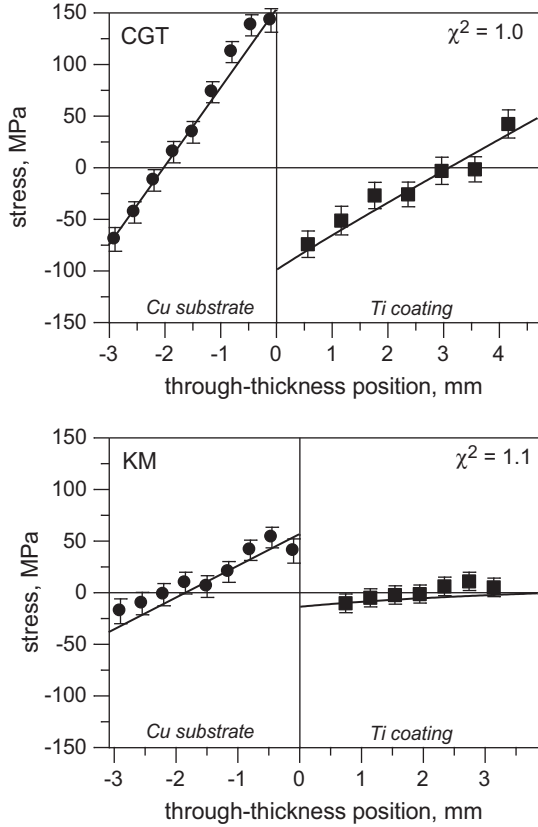 150
CGT
χ2 = 1.0
100
50
0
-50
-100
-150
stress, MPa
Cu substrate
Ti coating
-3 -2 -1 0 1 2 3 4
through-thickness position, mm
150
KM
χ2 = 1.1
100
50
0
-50
-100
-150
stress, MPa
Cu substrate
Ti coating
-3 -2 -1 0 1 2 3
through-thickness position, mm